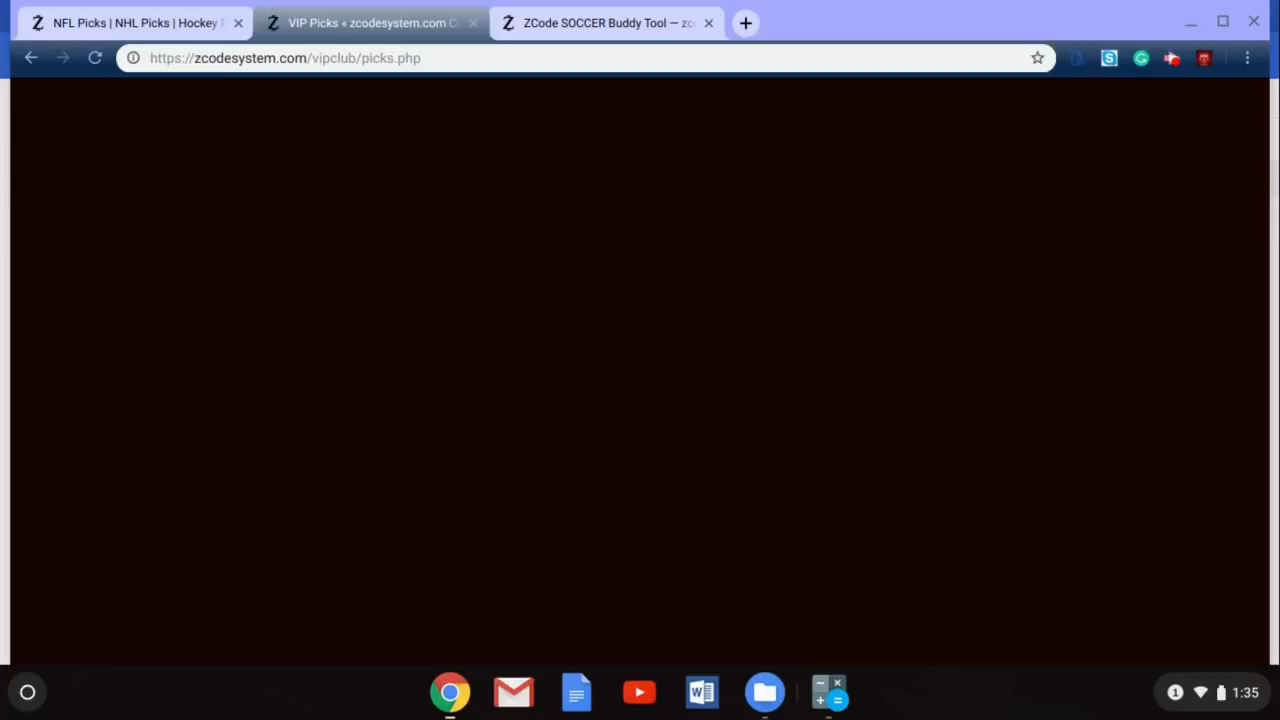 NFL Picks | NHL Picks | Hockey
VIP Picks « zcodesystem.com C
ZCode SOCCER Buddy Tool — zc
https://zcodesystem.com/vipclub/picks.php
1 1:35